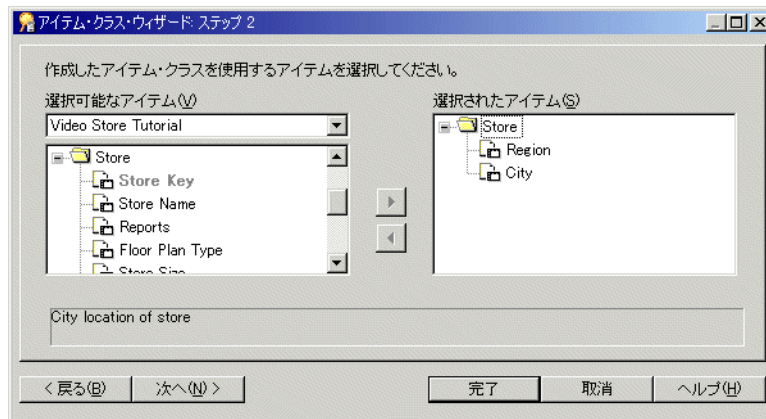 アイテム・クラス・ウィザード: ステップ 2
作成したアイテム・クラスを使用するアイテムを選択してください。
選択可能なアイテム(V)
Video Store Tutorial
Store
Store Key
Store Name
Reports
Floor Plan Type
Store Size
選択されたアイテム(S)
Store
Region
City
City location of store
< 戻る(B)
次へ(N) >
完了
取消
ヘルプ(H)